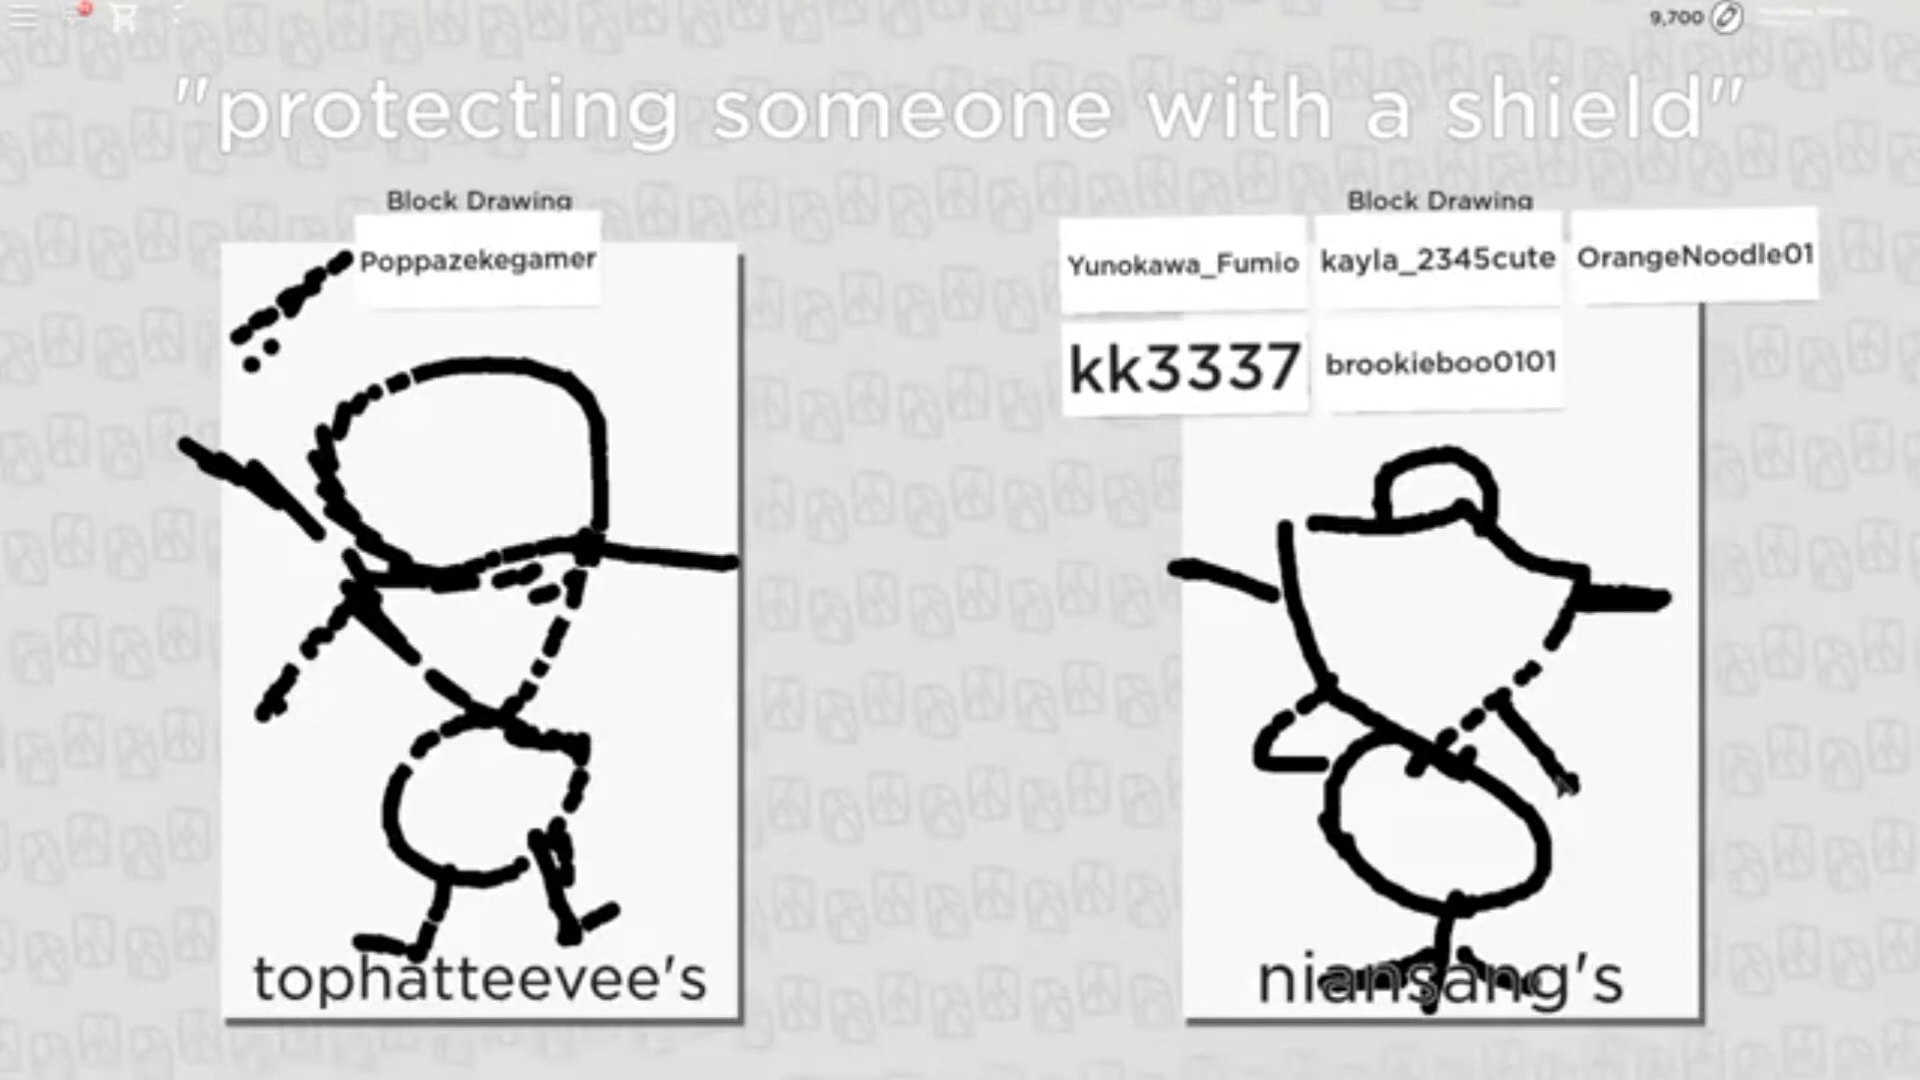 9,700
"protecting someone with a shield"
Block Drawing
Poppazekegamer
tophatteevee's
Block Drawing
Yunokawa_Fumio kayla_2345cute OrangeNoodle01
kk3337 brookieboo0101
niansang's